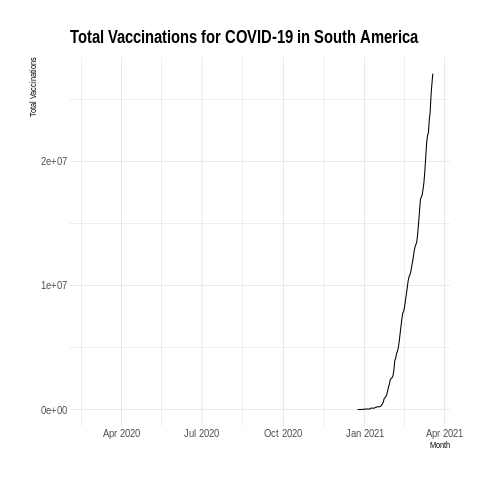 Total Vaccinations for COVID-19 in South America
Total Vaccinations
2e+07
1e+07
0e+00
Apr 2020 Jul 2020 Oct 2020 Jan 2021 Apr 2021
Month